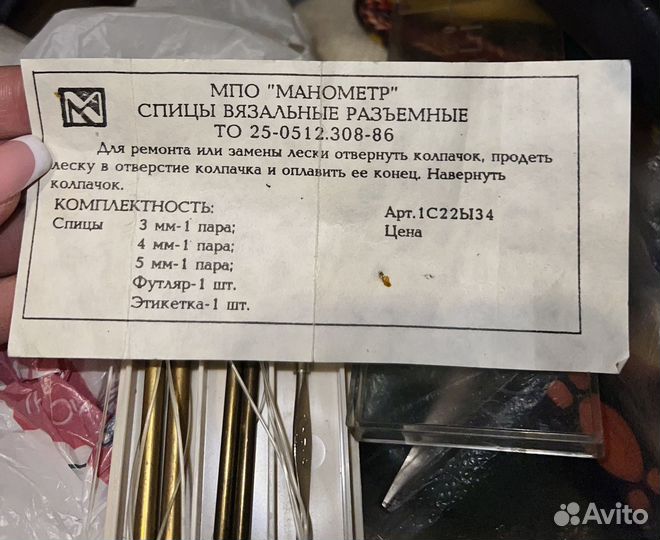 МПО "МАНОМЕТР"
СПИЦЫ ВЯЗАЛЬНЫЕ РАЗЪЕМНЫЕ
ТО 25-0512.308-86
Для ремонта или замены лески отвернуть колпачок, продеть
леску в отверстие колпачка и оплавить ее конец. Навернуть
колпачок.
КОМПЛЕКТНОСТЬ: Арт.1С22Ы34
Спицы 3 мм-1 пара; Цена
4 мм-1 пара;
5 мм-1 пара;
Футляр-1 шт.
Этикетка-1 шт.
Avito